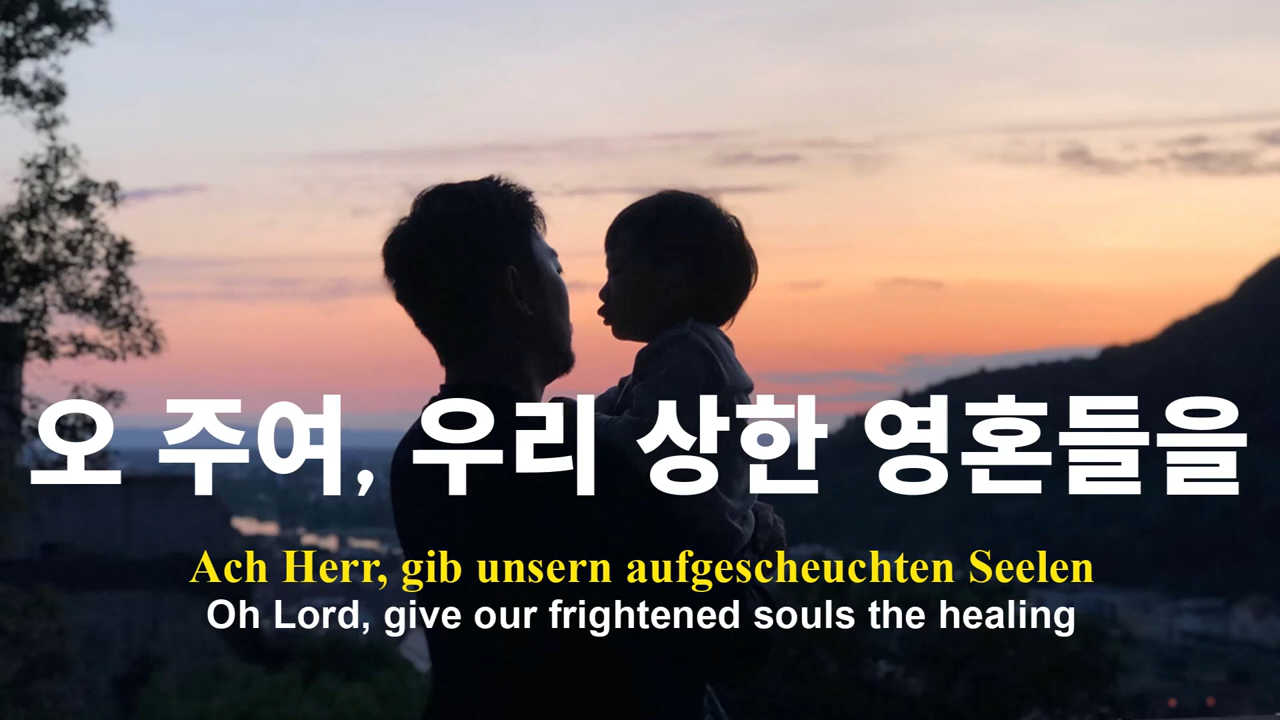 오 주여, 우리 상한 영혼들을
Ach Herr, gib unsern aufgescheuchten Seelen
Oh Lord, give our frightened souls the healing